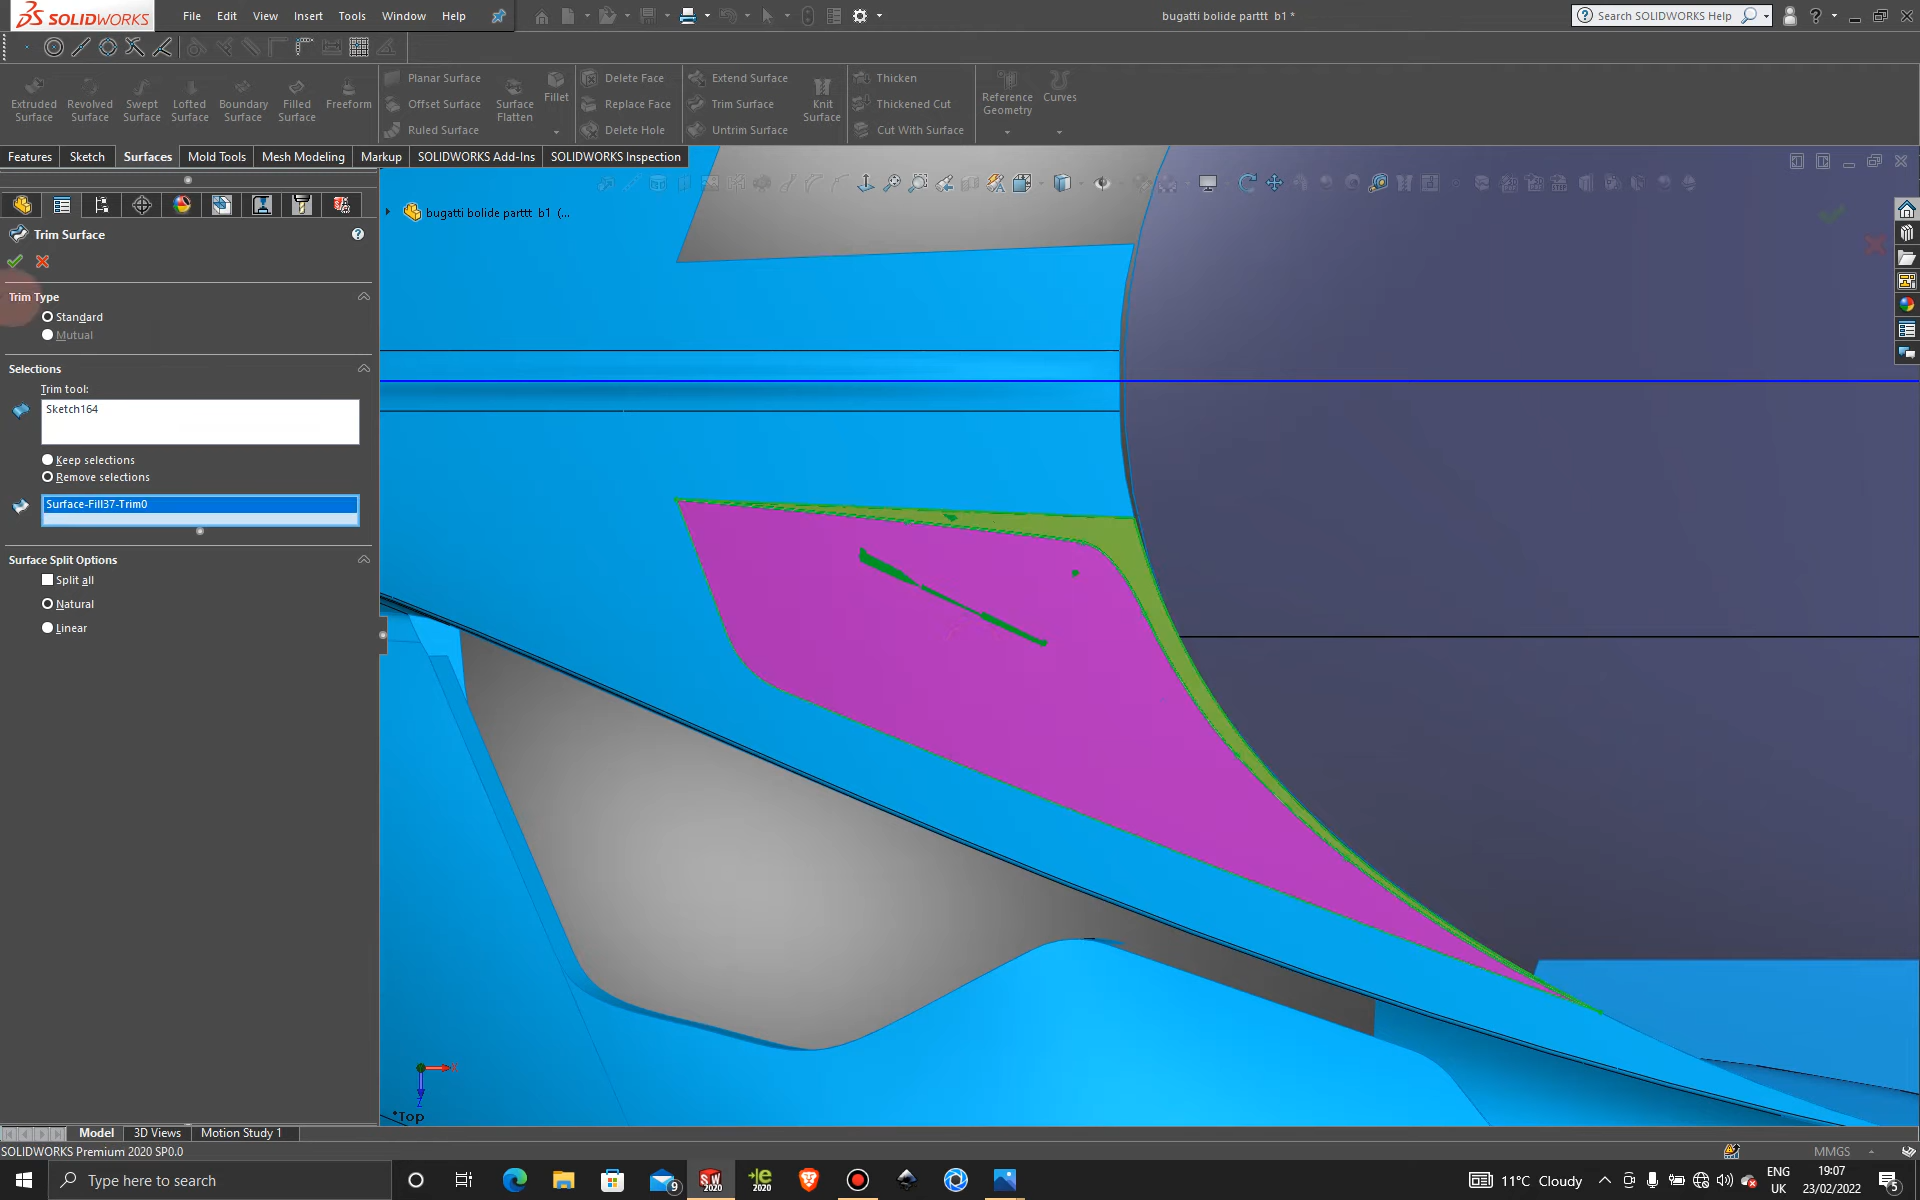 SOLIDWORKS
File Edit View Insert Tools Window Help
bugatti bolide parttt b1 *
Search SOLIDWORKS Help
Extruded Surface
Revolved Surface
Swept Surface
Lofted Surface
Boundary Surface
Filled Surface
Freeform
Planar Surface
Offset Surface
Ruled Surface
Surface Flatten
Fillet
Delete Face
Replace Face
Delete Hole
Extend Surface
Trim Surface
Untrim Surface
Knit Surface
Thicken
Thickened Cut
Cut With Surface
Reference Geometry
Curves
Features Sketch Surfaces Mold Tools Mesh Modeling Markup SOLIDWORKS Add-Ins SOLIDWORKS Inspection
bugatti bolide parttt b1 (...
Trim Surface
Trim Type
Standard
Mutual
Selections
Trim tool:
Sketch164
Keep selections
Remove selections
Surface-Fill37-Trim0
Surface Split Options
Split all
Natural
Linear
*Top
Model 3D Views Motion Study 1
SOLIDWORKS Premium 2020 SP0.0
MMGS
Type here to search
9
SW 2020
e 2020
11°C Cloudy
ENG
UK
19:07
23/02/2022
5